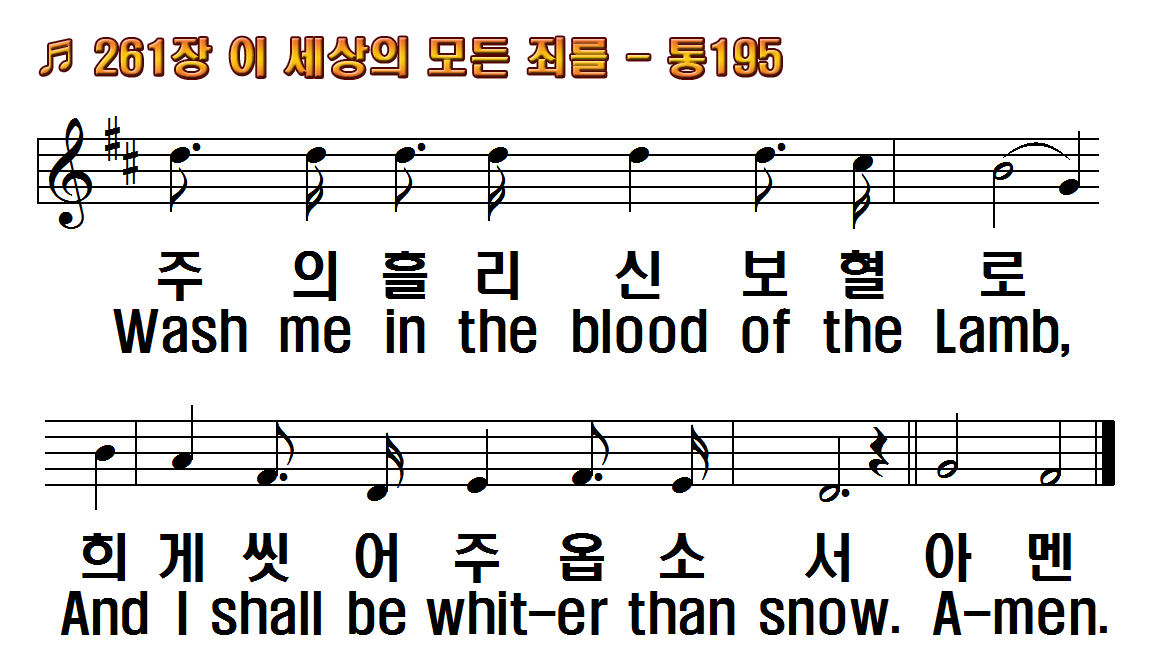 ♬ 261장 이 세상의 모든 죄를 - 통195
주 의 흘 리 신 보 혈 로
Wash me in the blood of the Lamb,
희 게 씻 어 주 옵 소 서 아 멘
And I shall be whit-er than snow. A-men.